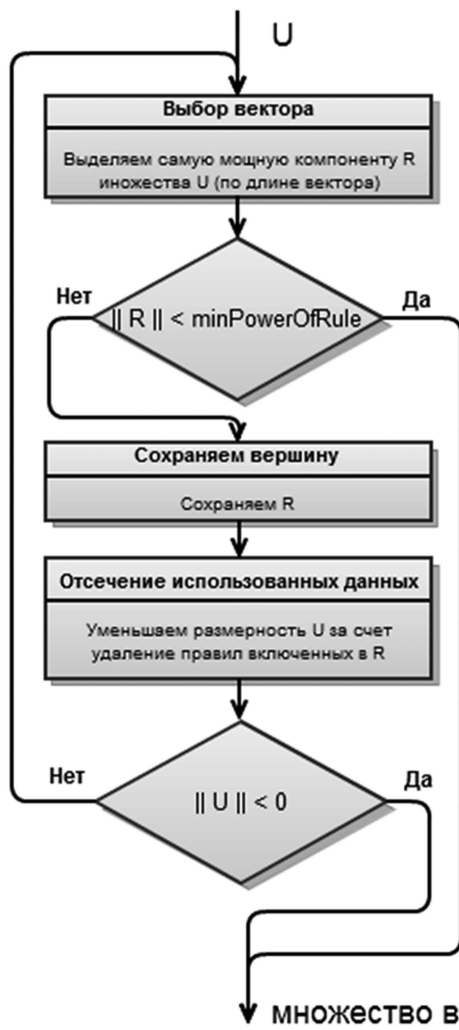 U
Выбор вектора
Выделяем самую мощную компоненту R
иножества U (по длине вектора)
Нет
|| R || < minPowerOfRule
Да
Сохраняем вершину
Сохраняем R
Отсечение использованных данных
Уменьшаем размерность U за счет
удаление правил включенных в R
Нет
|| U || < 0
Да
множество в